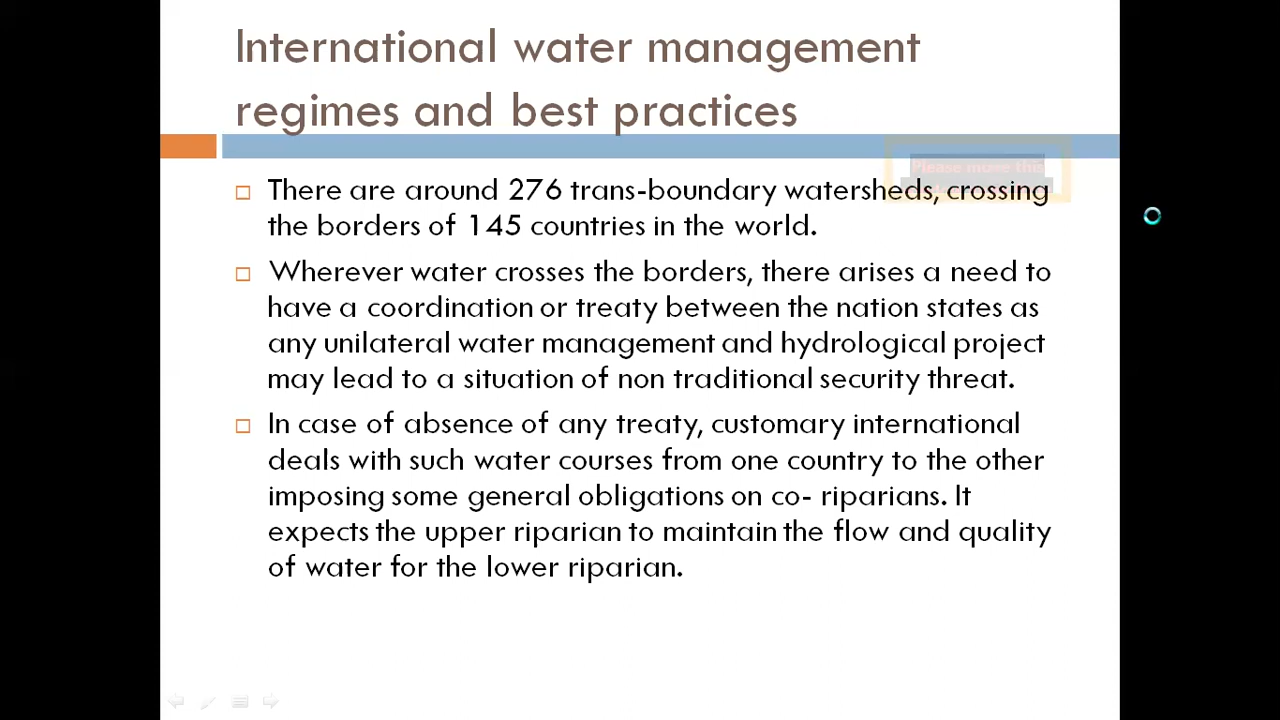 International water management
regimes and best practices
Please move this
There are around 276 trans-boundary watersheds, crossing
the borders of 145 countries in the world.
Wherever water crosses the borders, there arises a need to
have a coordination or treaty between the nation states as
any unilateral water management and hydrological project
may lead to a situation of non traditional security threat.
In case of absence of any treaty, customary international
deals with such water courses from one country to the other
imposing some general obligations on co- riparians. It
expects the upper riparian to maintain the flow and quality
of water for the lower riparian.